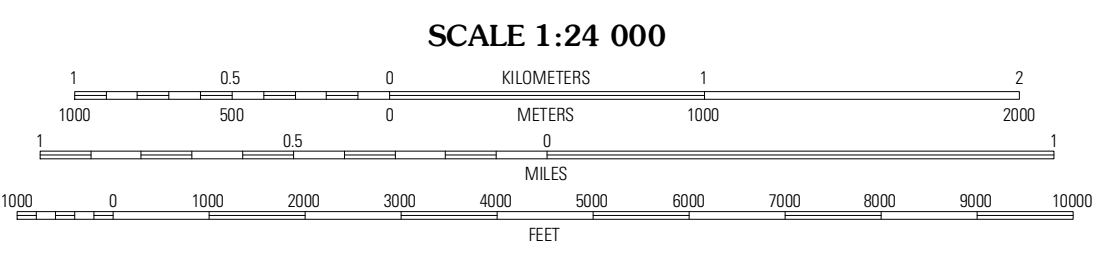 SCALE 1:24 000
1 0.5 0 KILOMETERS 1 2
1000 500 0 METERS 1000 2000
1 0.5 0 1
MILES
1000 0 1000 2000 3000 4000 5000 6000 7000 8000 9000 10000
FEET